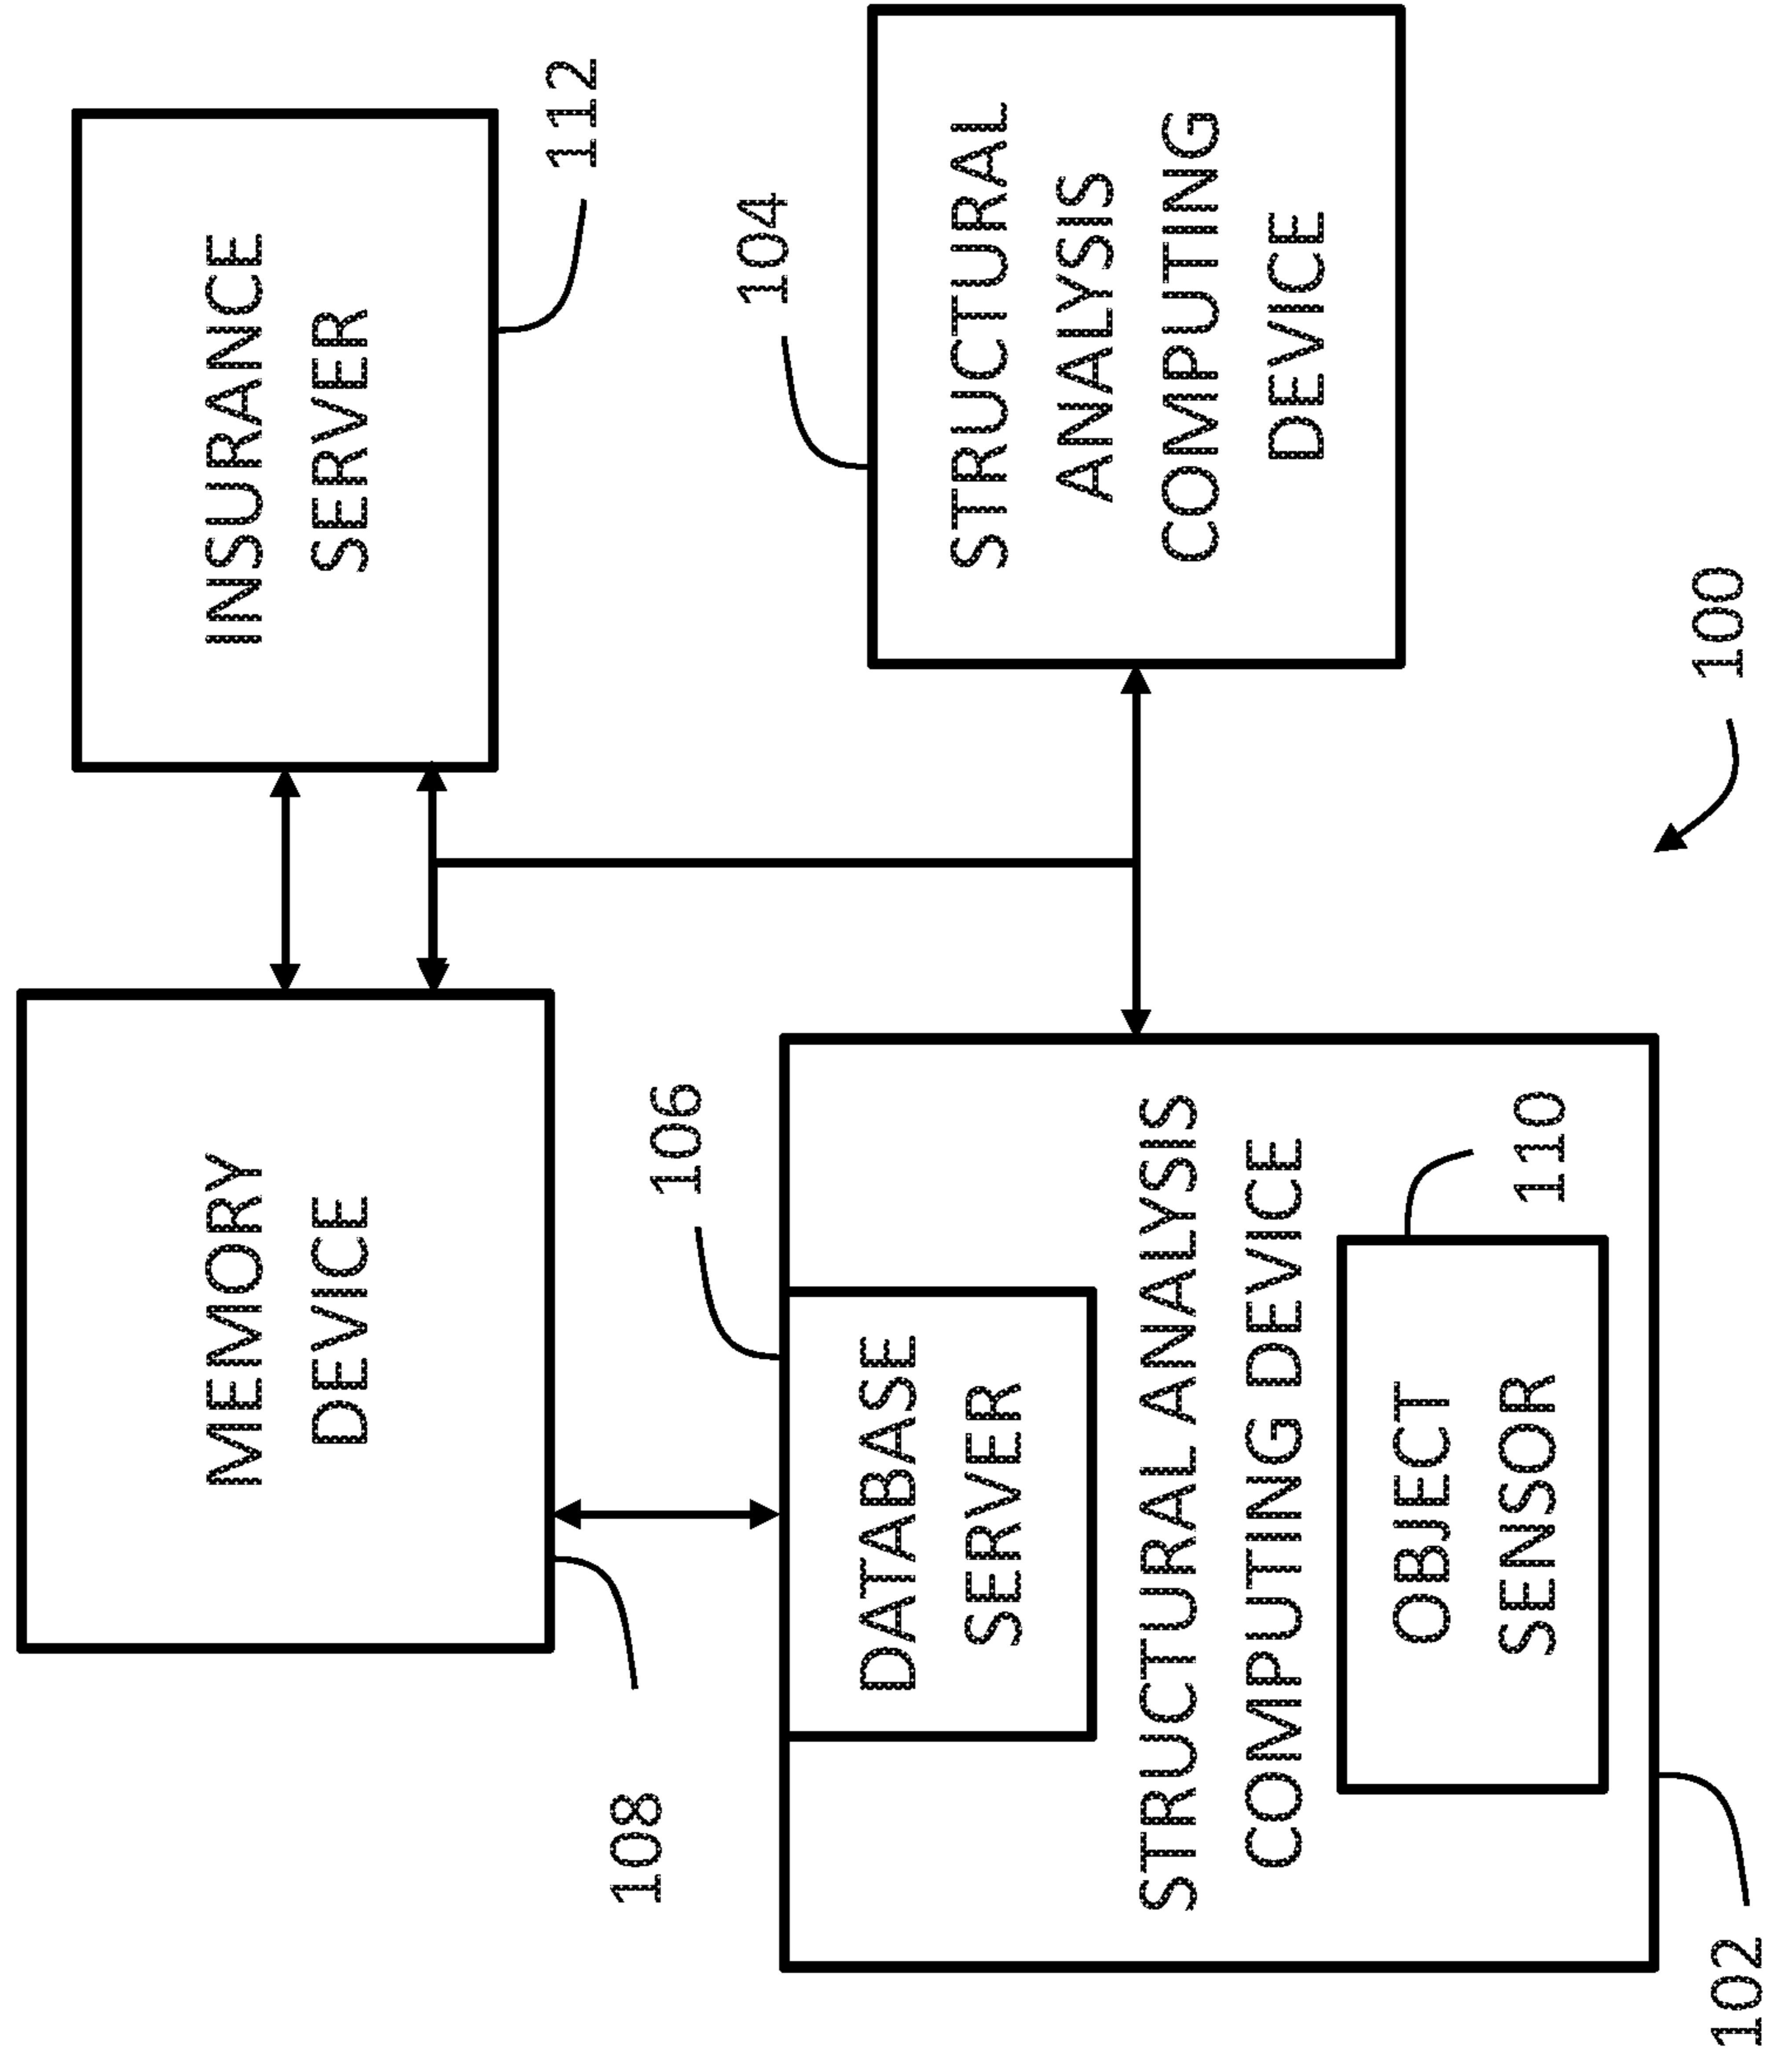 MEMORY
DEVICE
108
INSURANCE
SERVER
112
106
DATABASE
SERVER
STRUCTURAL ANALYSIS
COMPUTING DEVICE
OBJECT
SENSOR
110
102
104
STRUCTURAL
ANALYSIS
COMPUTING
DEVICE
100